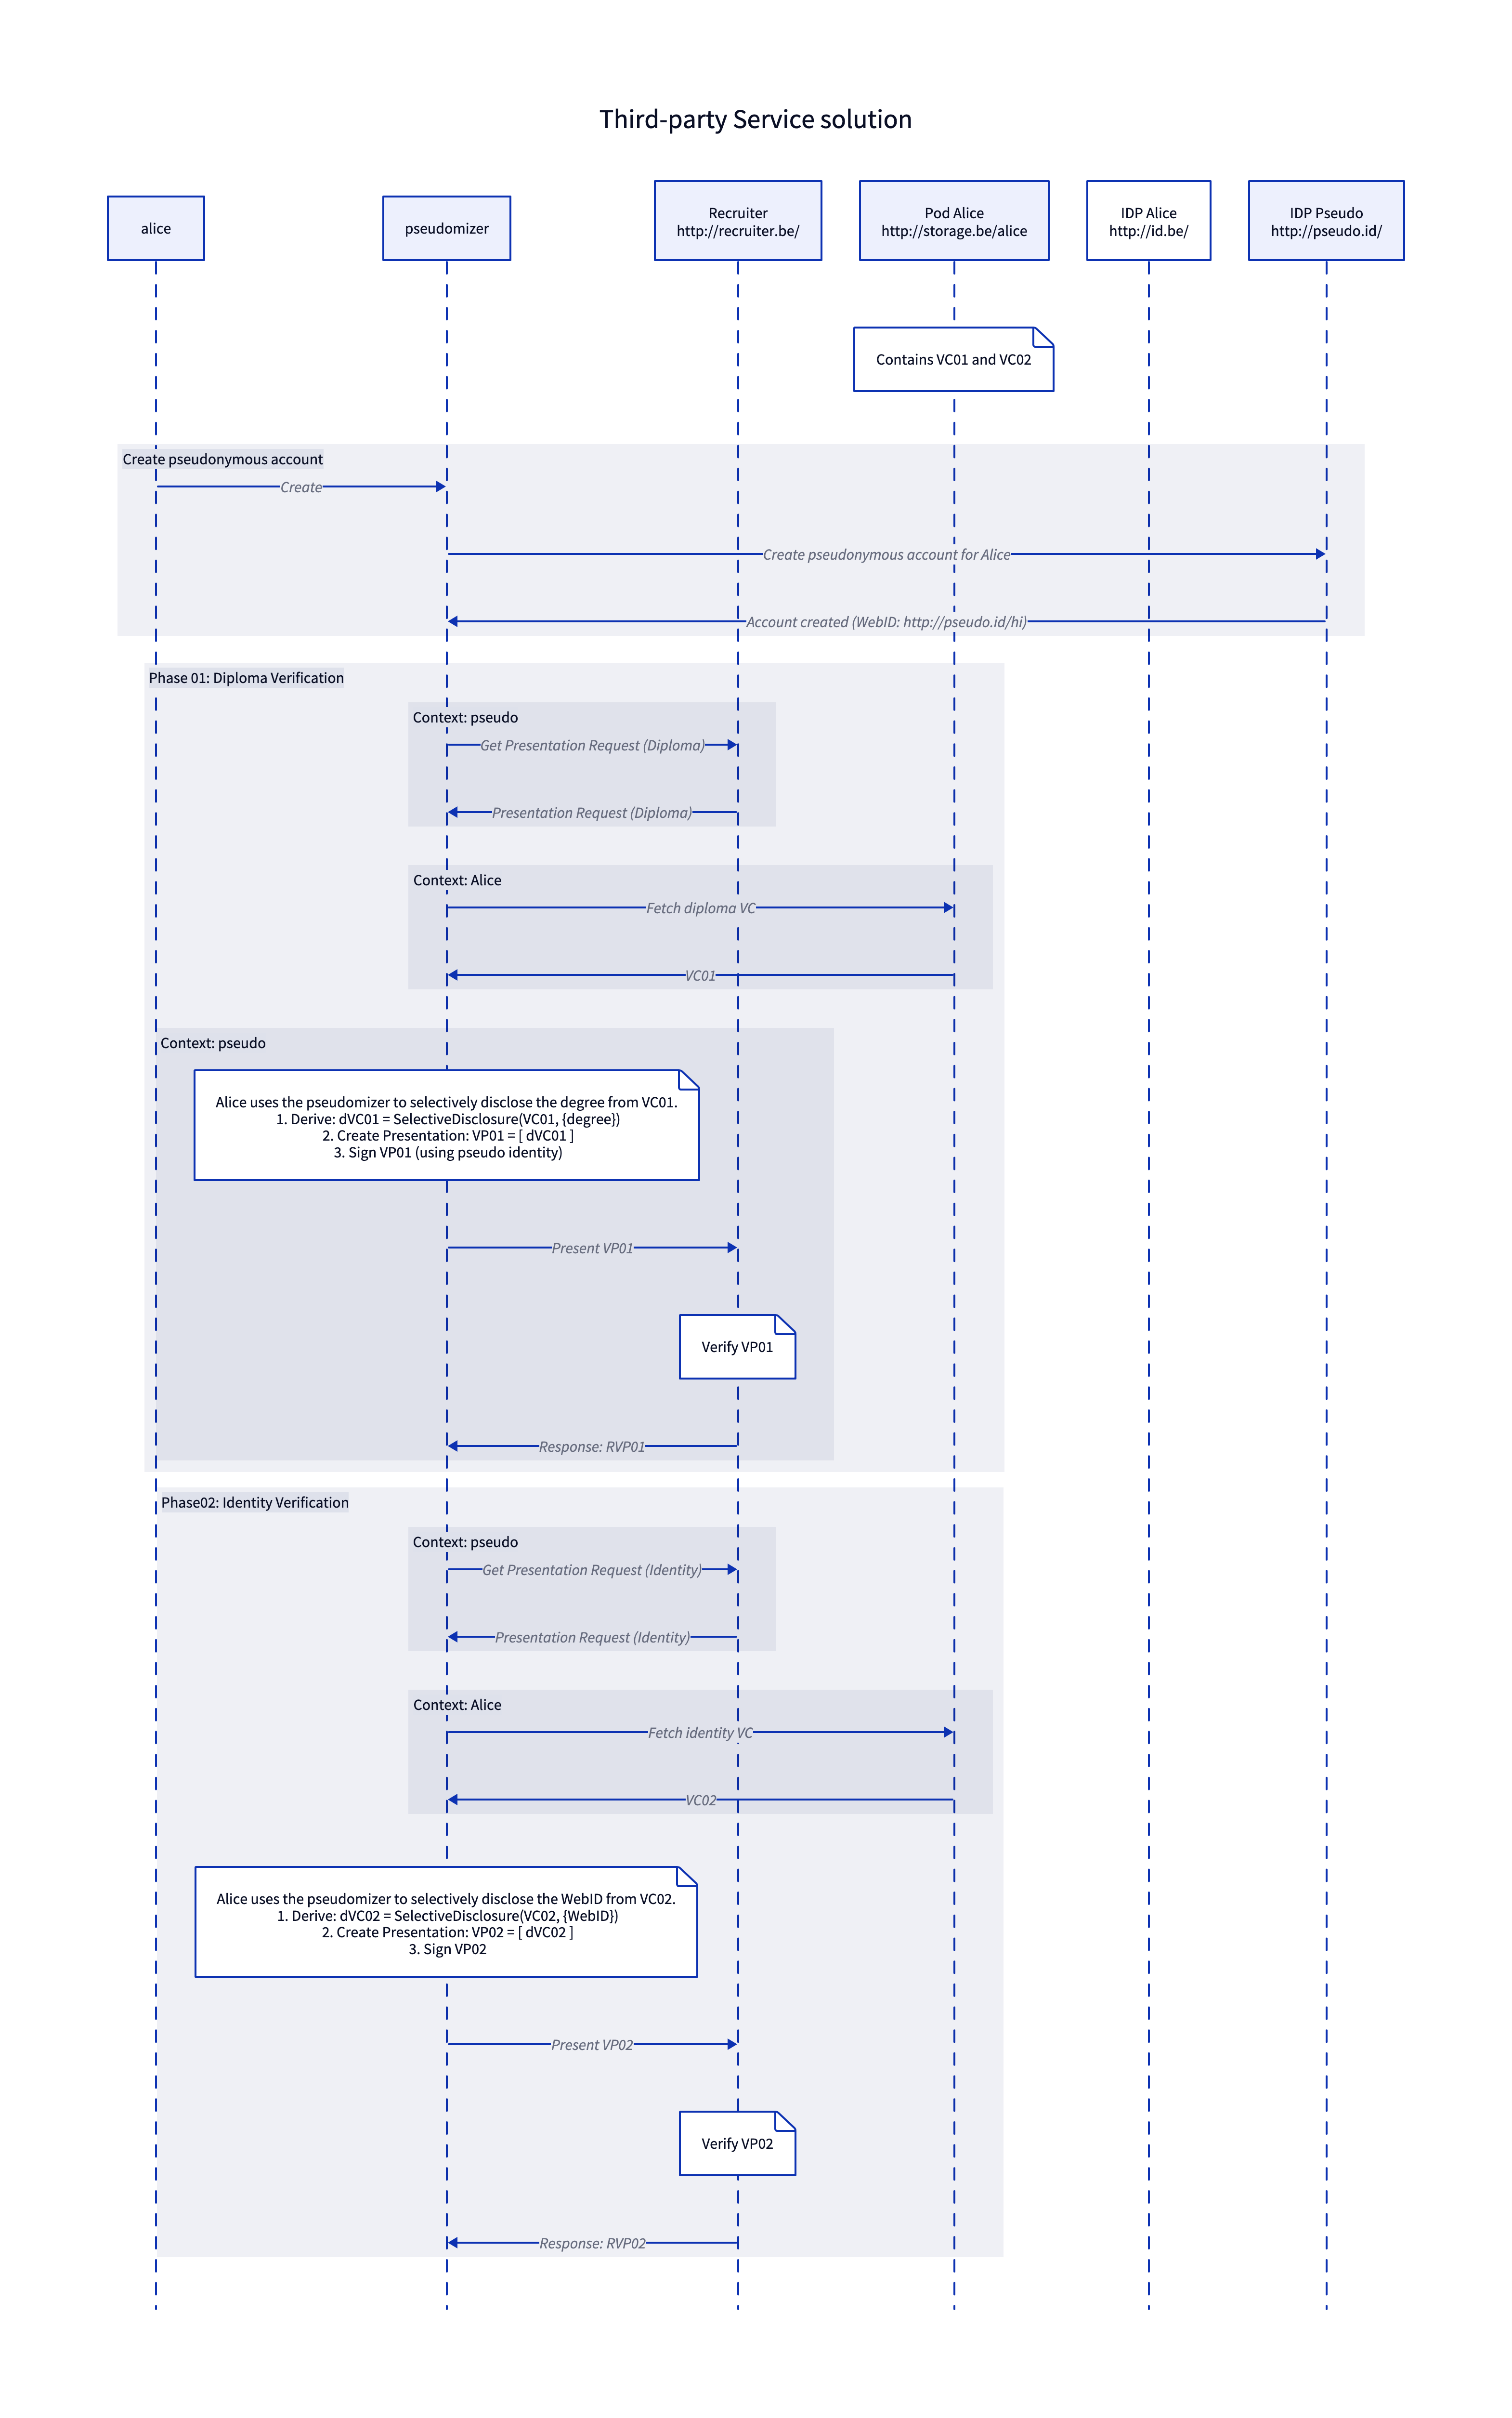 Third-party Service solution
alice
pseudomizer
Recruiter
http://recruiter.be/
Pod Alice
http://storage.be/alice
IDP Alice
http://id.be/
IDP Pseudo
http://pseudo.id/
Contains VC01 and VC02
Create pseudonymous account
Create
Create pseudonymous account for Alice
Account created (WebID: http://pseudo.id/hi)
Phase 01: Diploma Verification
Context: pseudo
Get Presentation Request (Diploma)
Presentation Request (Diploma)
Context: Alice
Fetch diploma VC
VC01
Context: pseudo
Alice uses the pseudomizer to selectively disclose the degree from VC01.
1. Derive: dVC01 = SelectiveDisclosure(VC01, {degree})
2. Create Presentation: VP01 = [ dVC01 ]
3. Sign VP01 (using pseudo identity)
Present VP01
Verify VP01
Response: RVP01
Phase02: Identity Verification
Context: pseudo
Get Presentation Request (Identity)
Presentation Request (Identity)
Context: Alice
Fetch identity VC
VC02
Alice uses the pseudomizer to selectively disclose the WebID from VC02.
1. Derive: dVC02 = SelectiveDisclosure(VC02, {WebID})
2. Create Presentation: VP02 = [ dVC02 ]
3. Sign VP02
Present VP02
Verify VP02
Response: RVP02